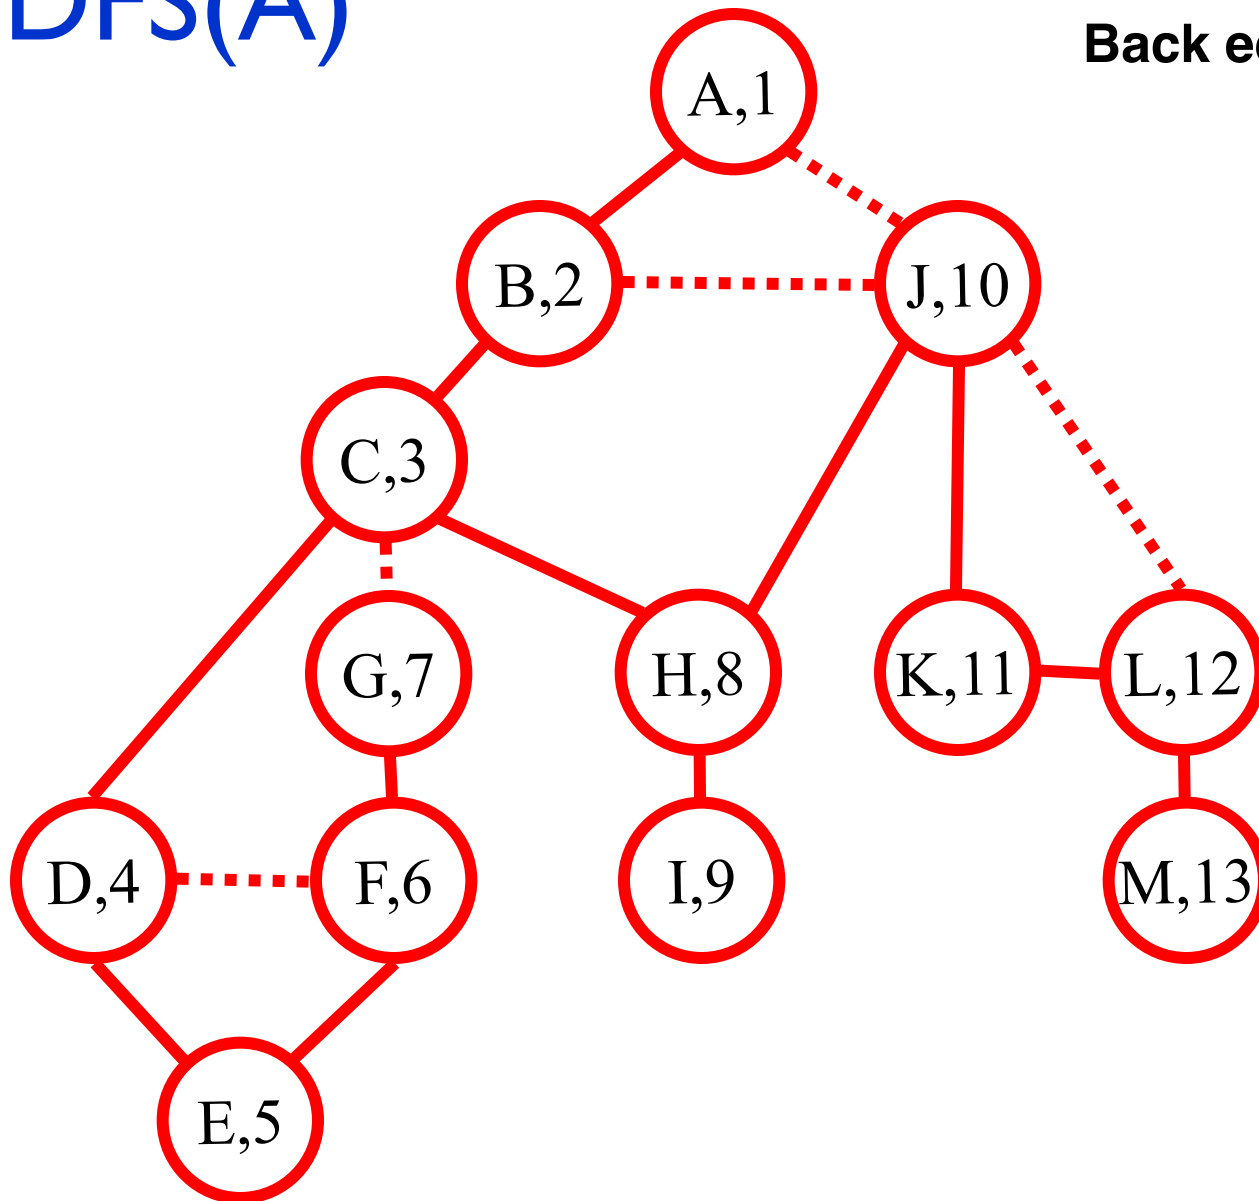 DFS(A)
Back
A,1
B,2
J,10
C,3
G,7
H,8
K,11
L,12
D,4
F,6
I,9
M,13
E,5